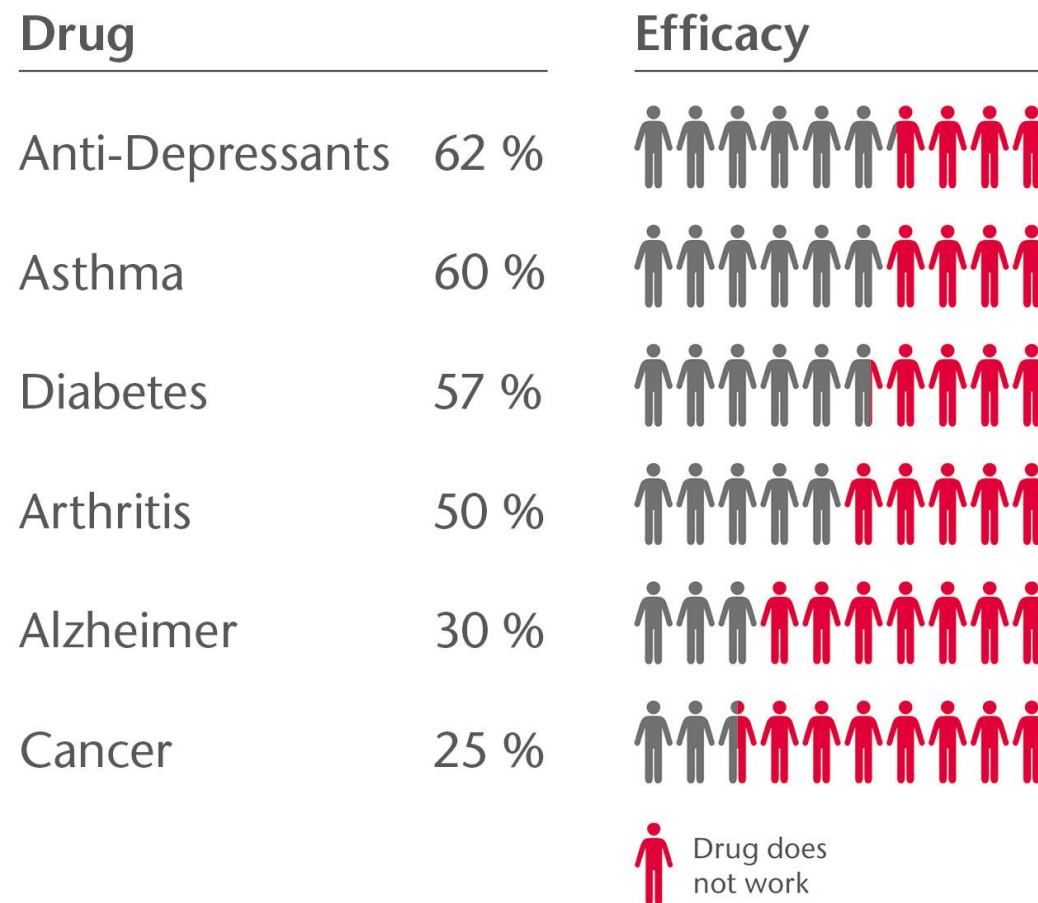 Drug Efficacy
Anti-Depressants 62 %
Asthma 60 %
Diabetes 57 %
Arthritis 50 %
Alzheimer 30 %
Cancer 25 %
Drug does
not work